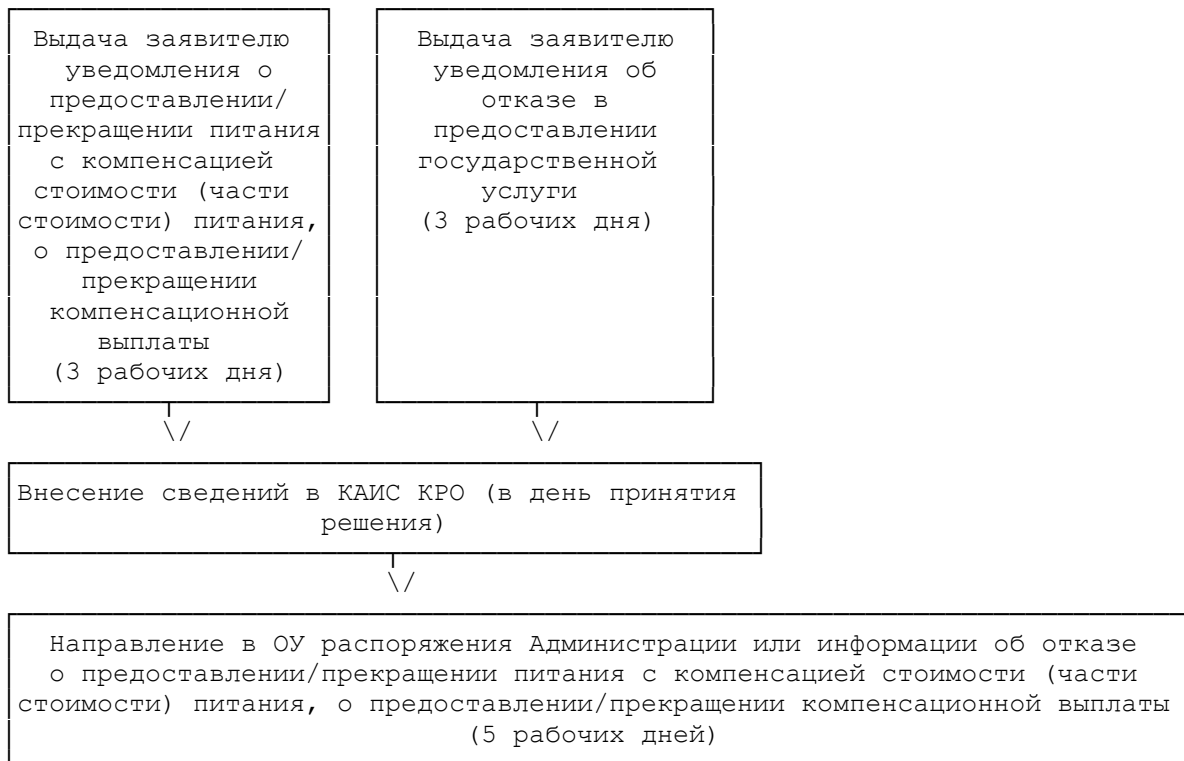 Выдача заявителю
уведомления о
предоставлении/
прекращении питания
с компенсацией
стоимости (части
стоимости) питания,
о предоставлении/
прекращении
компенсационной
выплаты
(3 рабочих дня)
Выдача заявителю
уведомления об
отказе в
предоставлении
государственной
услуги
(3 рабочих дня)
Внесение сведений в КАИС КРО (в день принятия
решения)
Направление в ОУ распоряжения Администрации или информации об отказе
о предоставлении/прекращении питания с компенсацией стоимости (части
стоимости) питания, о предоставлении/прекращении компенсационной выплаты
(5 рабочих дней)